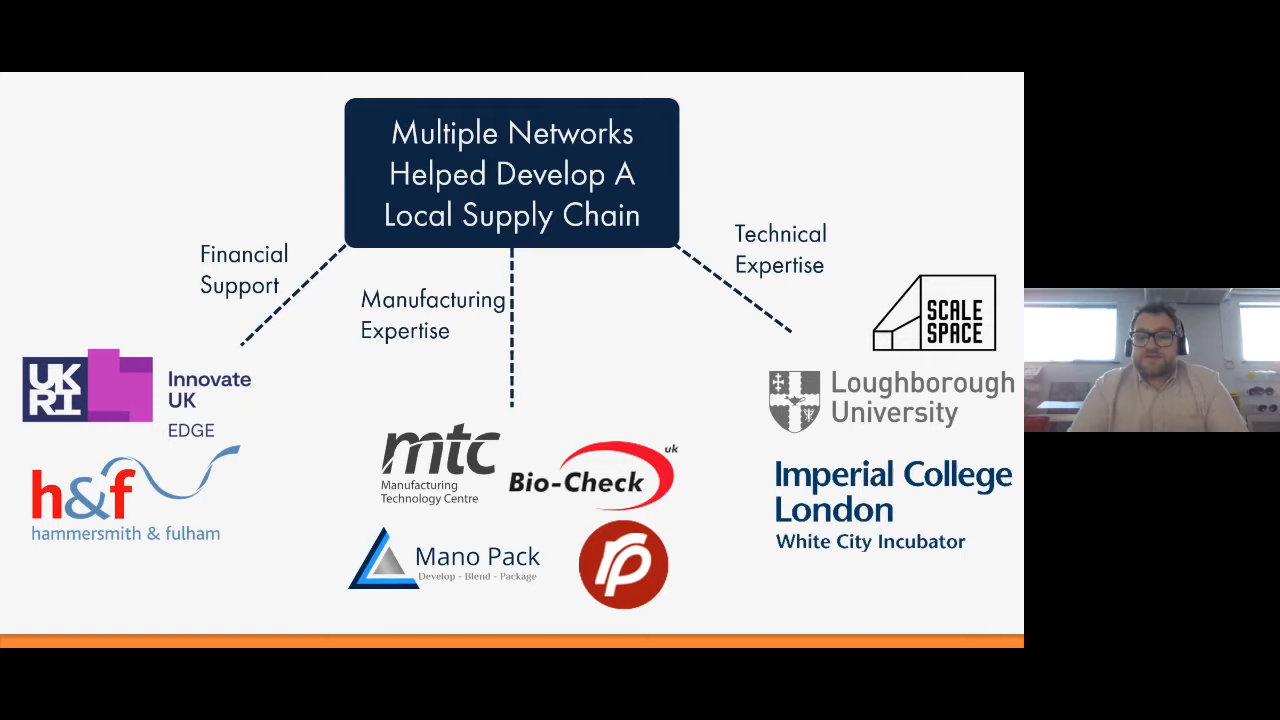 Multiple Networks
Helped Develop A
Local Supply Chain
Financial
Support
Manufacturing
Expertise
Technical
Expertise
UK
RI
Innovate
UK
EDGE
h&f
hammersmith & fulham
mtc
Manufacturing
Technology Centre
Bio-Check uk
Mano Pack
Develop - Blend - Package
rp
SCALE
SPACE
Loughborough
University
Imperial College
London
White City Incubator